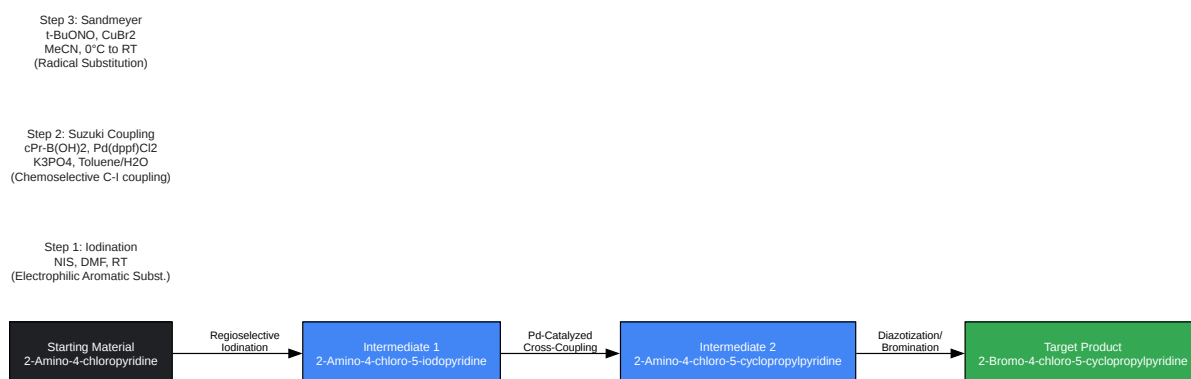 Step 3: Sandmeyer
t-BuONO, CuBr2
MeCN, 0°C to RT
(Radical Substitution)
Step 2: Suzuki Coupling
cPr-B(OH)2, Pd(dppf)Cl2
K3PO4, Toluene/H2O
(Chemoselective C-I coupling)
Step 1: Iodination
NIS, DMF, RT
(Electrophilic Aromatic Subst.)
Starting Material
2-Amino-4-chloropyridine
Regioselective
Iodination
Intermediate 1
2-Amino-4-chloro-5-iodopyridine
Pd-Catalyzed
Cross-Coupling
Intermediate 2
2-Amino-4-chloro-5-cyclopropylpyridine
Diazotization/
Bromination
Target Product
2-Bromo-4-chloro-5-cyclopropylpyridine